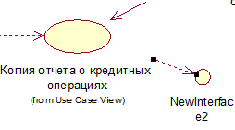 Копия отчета о кредитных
операциях
(from Use Case View)
NewInterfac
e2